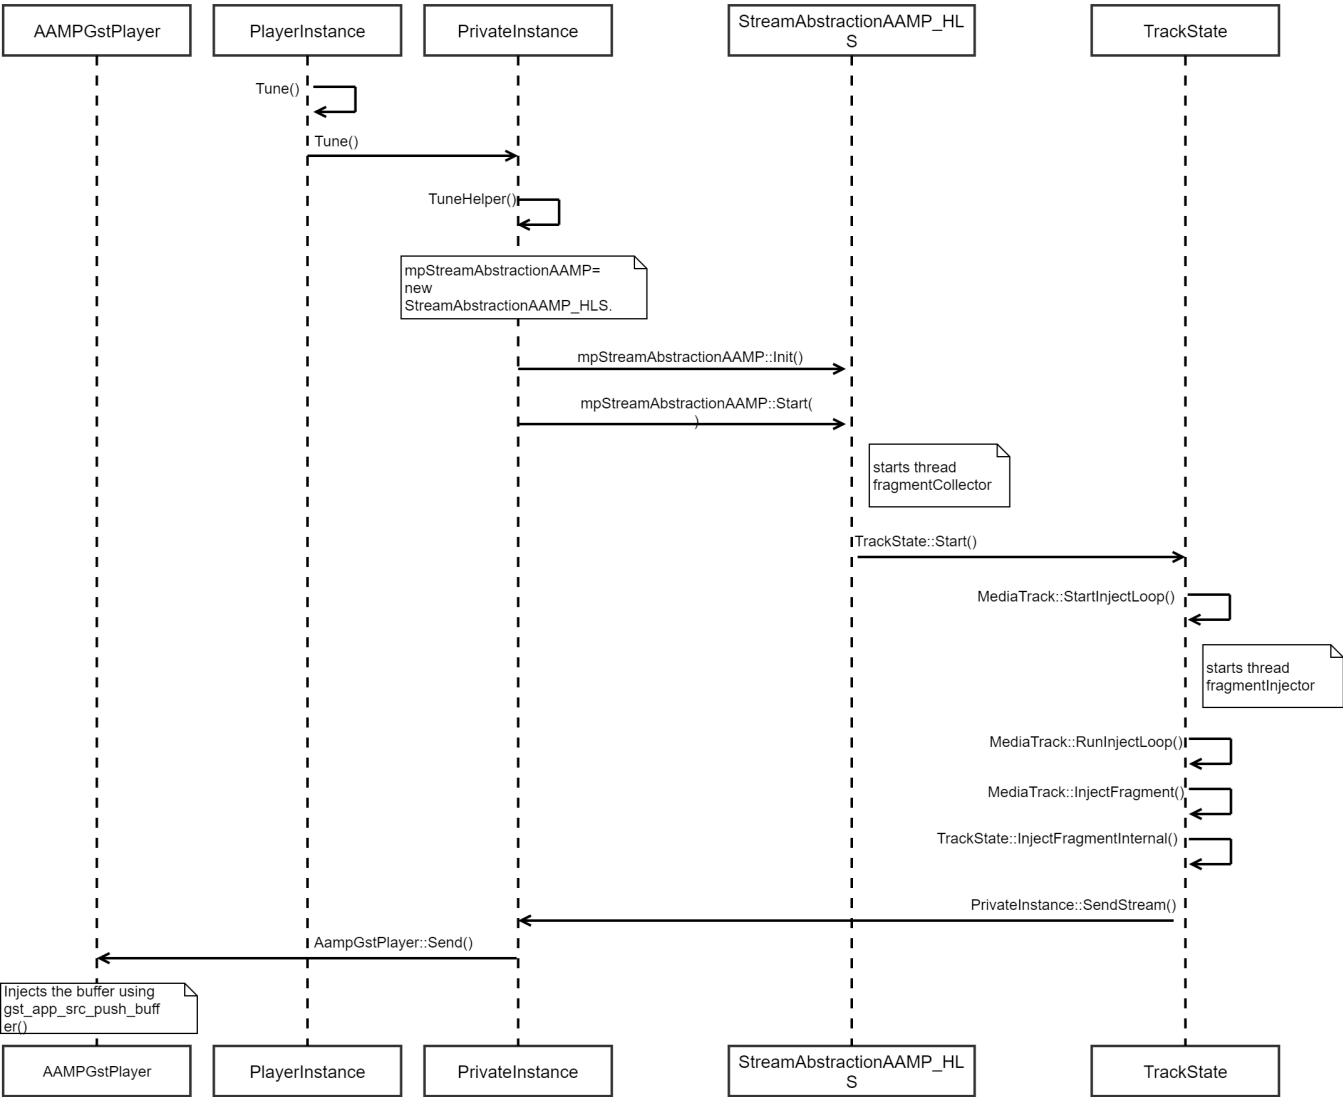 AAMPGstPlayer
PlayerInstance
PrivateInstance
StreamAbstractionAAMP_HL
S
TrackState
Tune()
Tune()
TuneHelper()
mpStreamAbstractionAAMP=
new
StreamAbstractionAAMP_HLS.
mpStreamAbstractionAAMP::Init()
mpStreamAbstractionAAMP::Start(
)
starts thread
fragmentCollector
TrackState::Start()
MediaTrack::StartInjectLoop()
starts thread
fragmentInjector
MediaTrack::RunInjectLoop()
MediaTrack::InjectFragment()
TrackState::InjectFragmentInternal()
PrivateInstance::SendStream()
AampGstPlayer::Send()
Injects the buffer using
gst_app_src_push_buff
er()
AAMPGstPlayer
PlayerInstance
PrivateInstance
StreamAbstractionAAMP_HL
S
TrackState